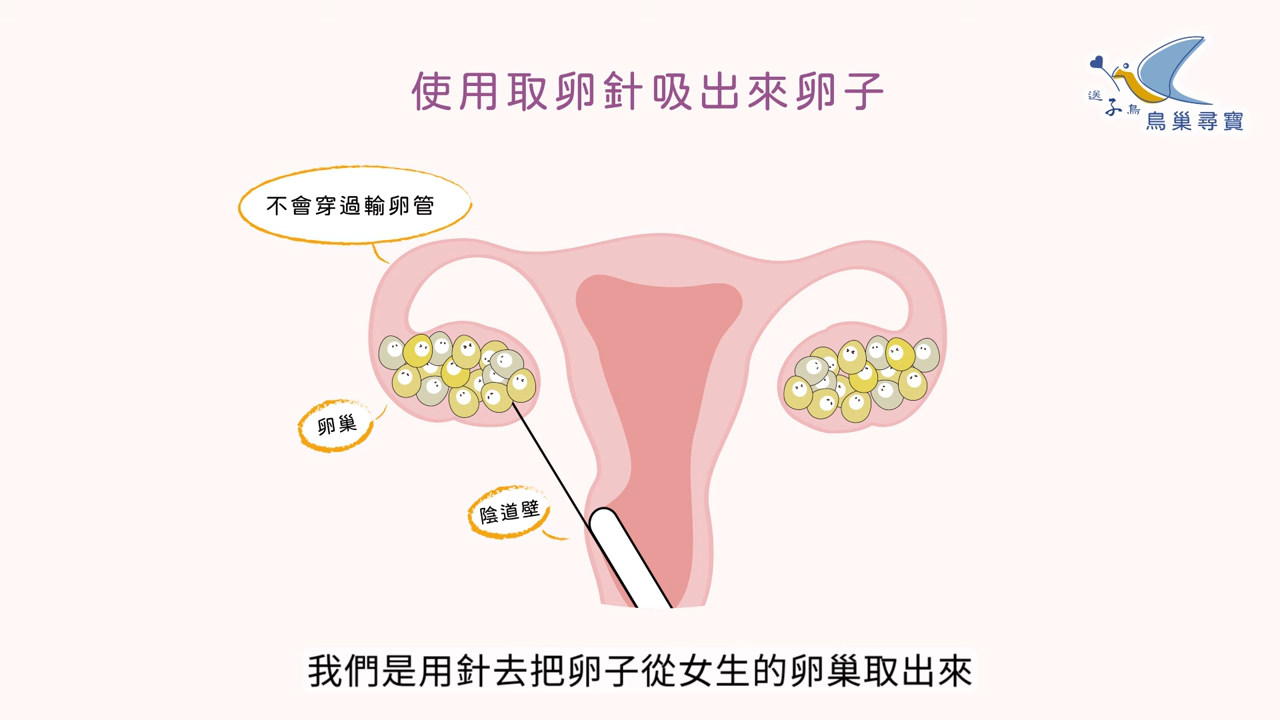 使用取卵針吸出來卵子
送子鳥
鳥巢尋寶
不會穿過輸卵管
卵巢
陰道壁
我們是用針去把卵子從女生的卵巢取出來